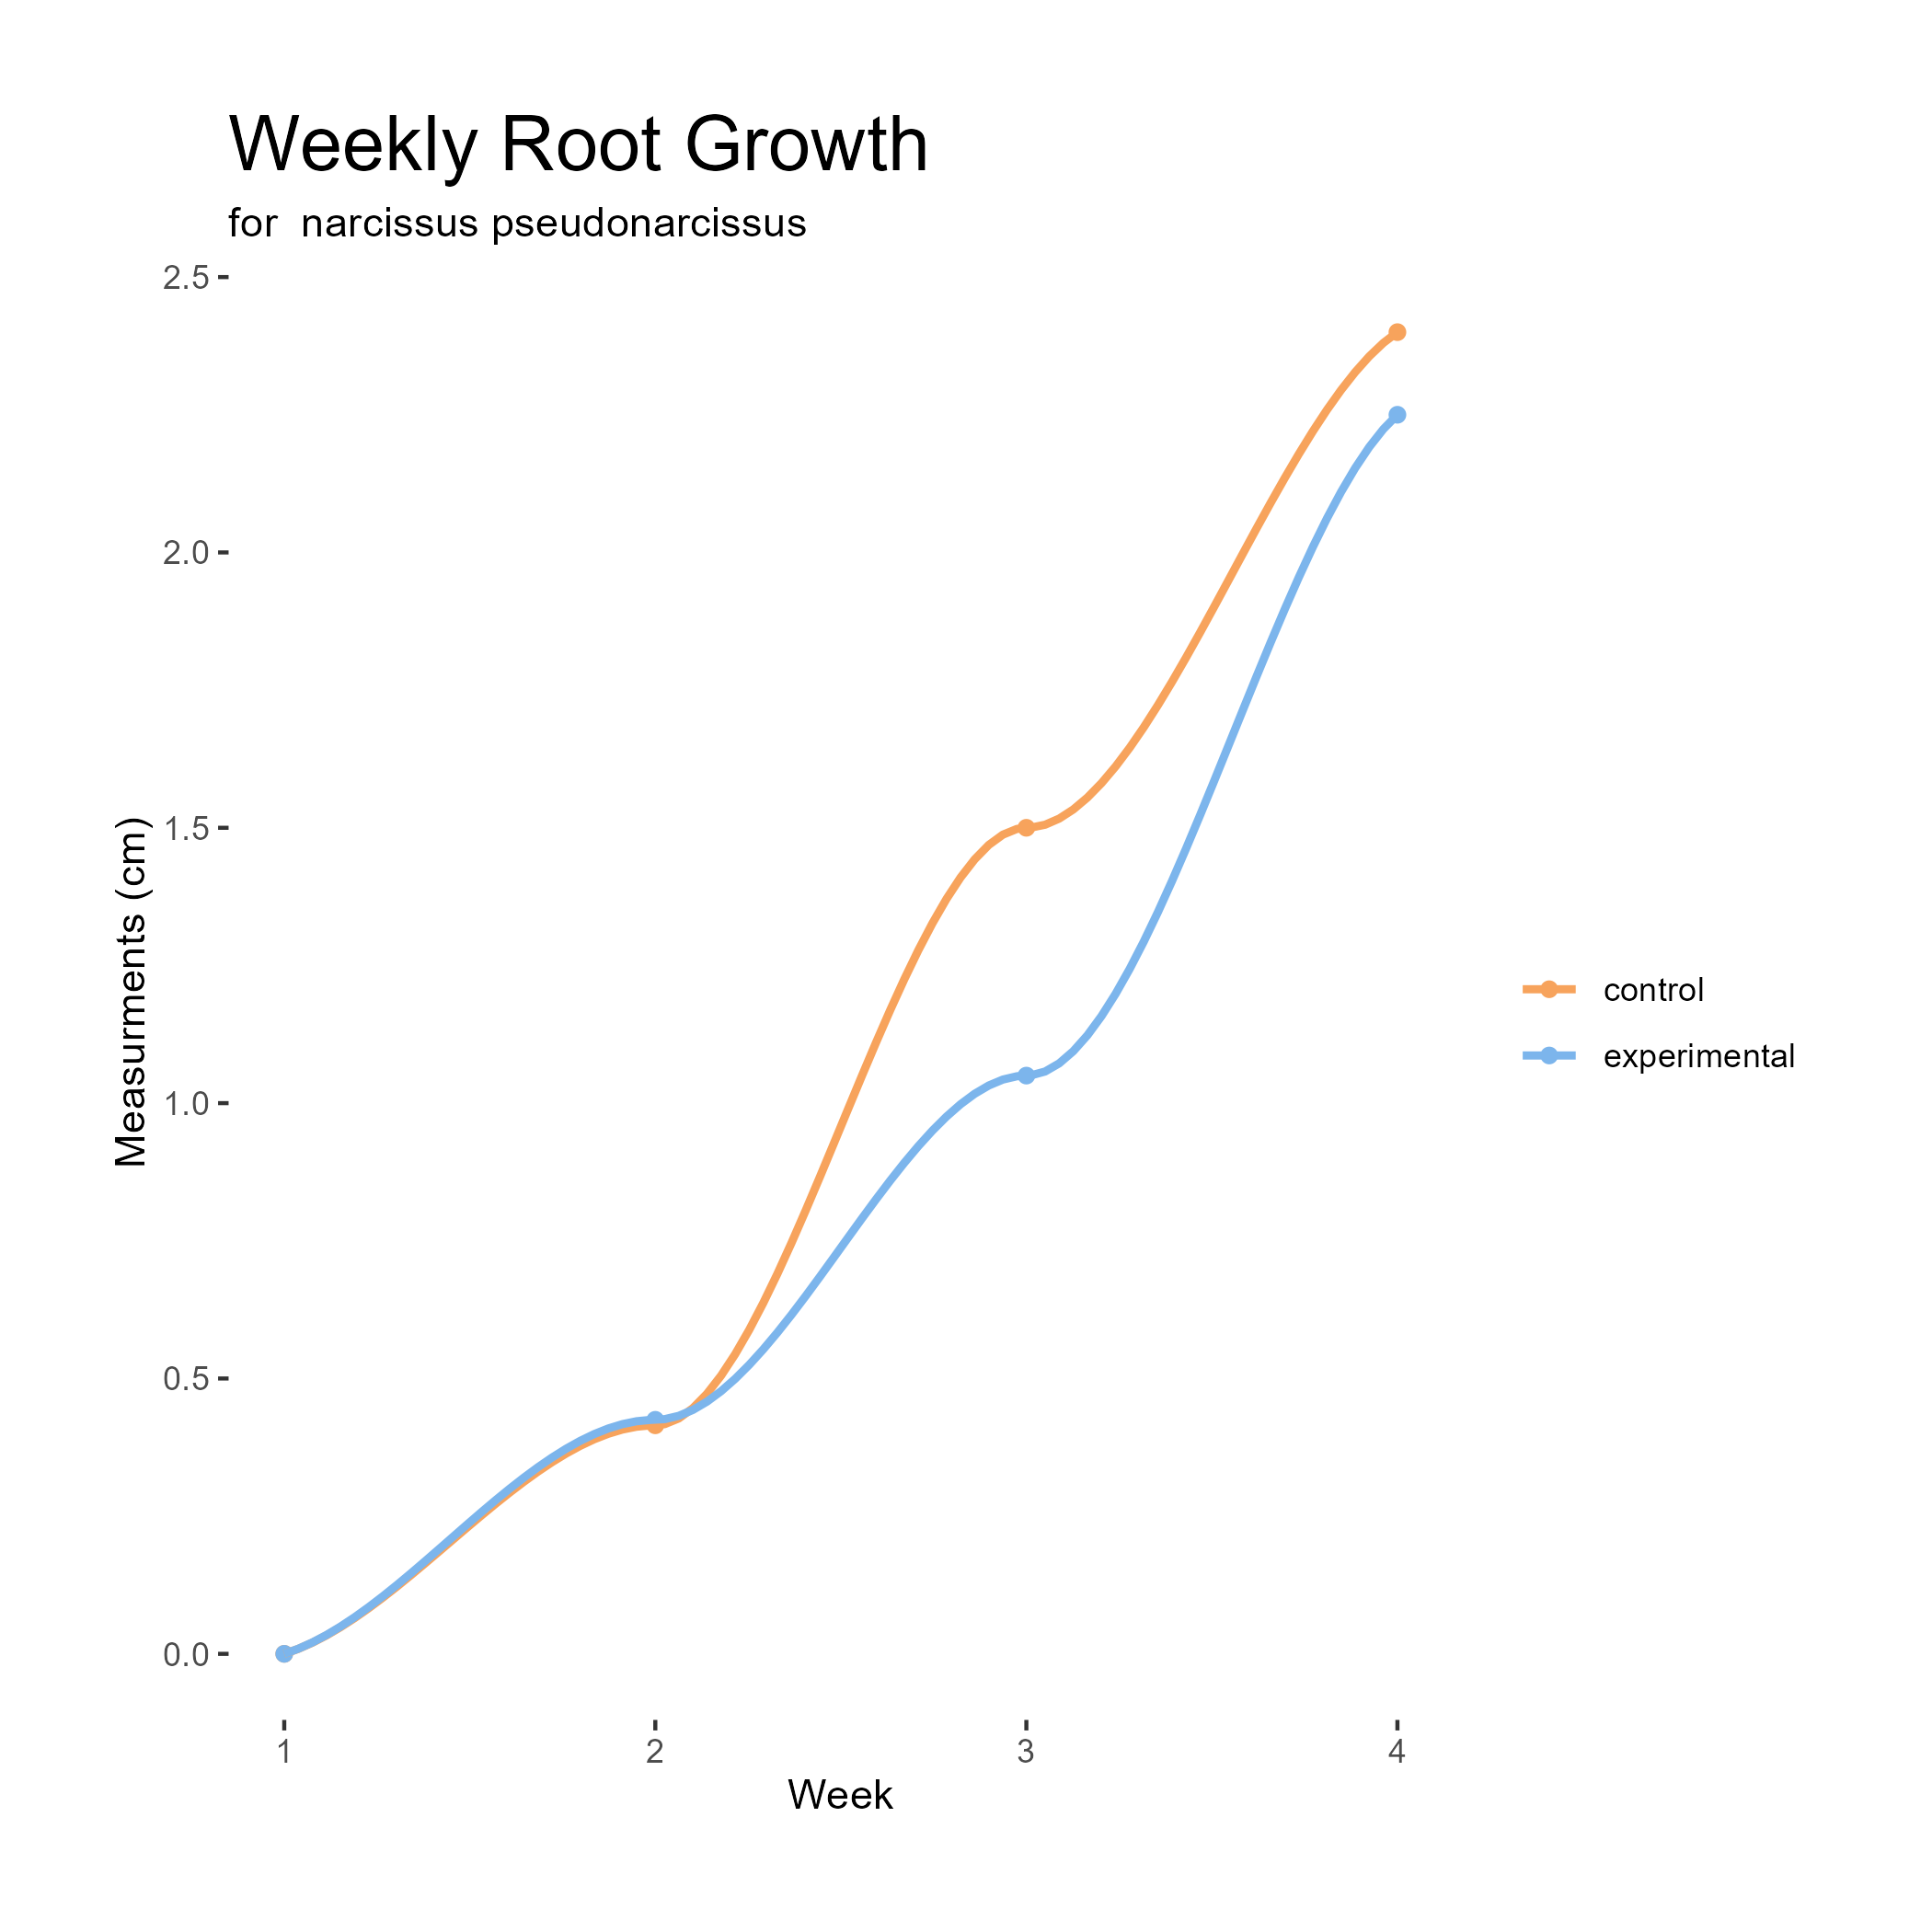 Weekly Root Growth
for  narcissus pseudonarcissus
2.5
2.0
1.5
1.0
0.5
0.0
Measurments (cm)
1
2
3
4
Week
control
experimental